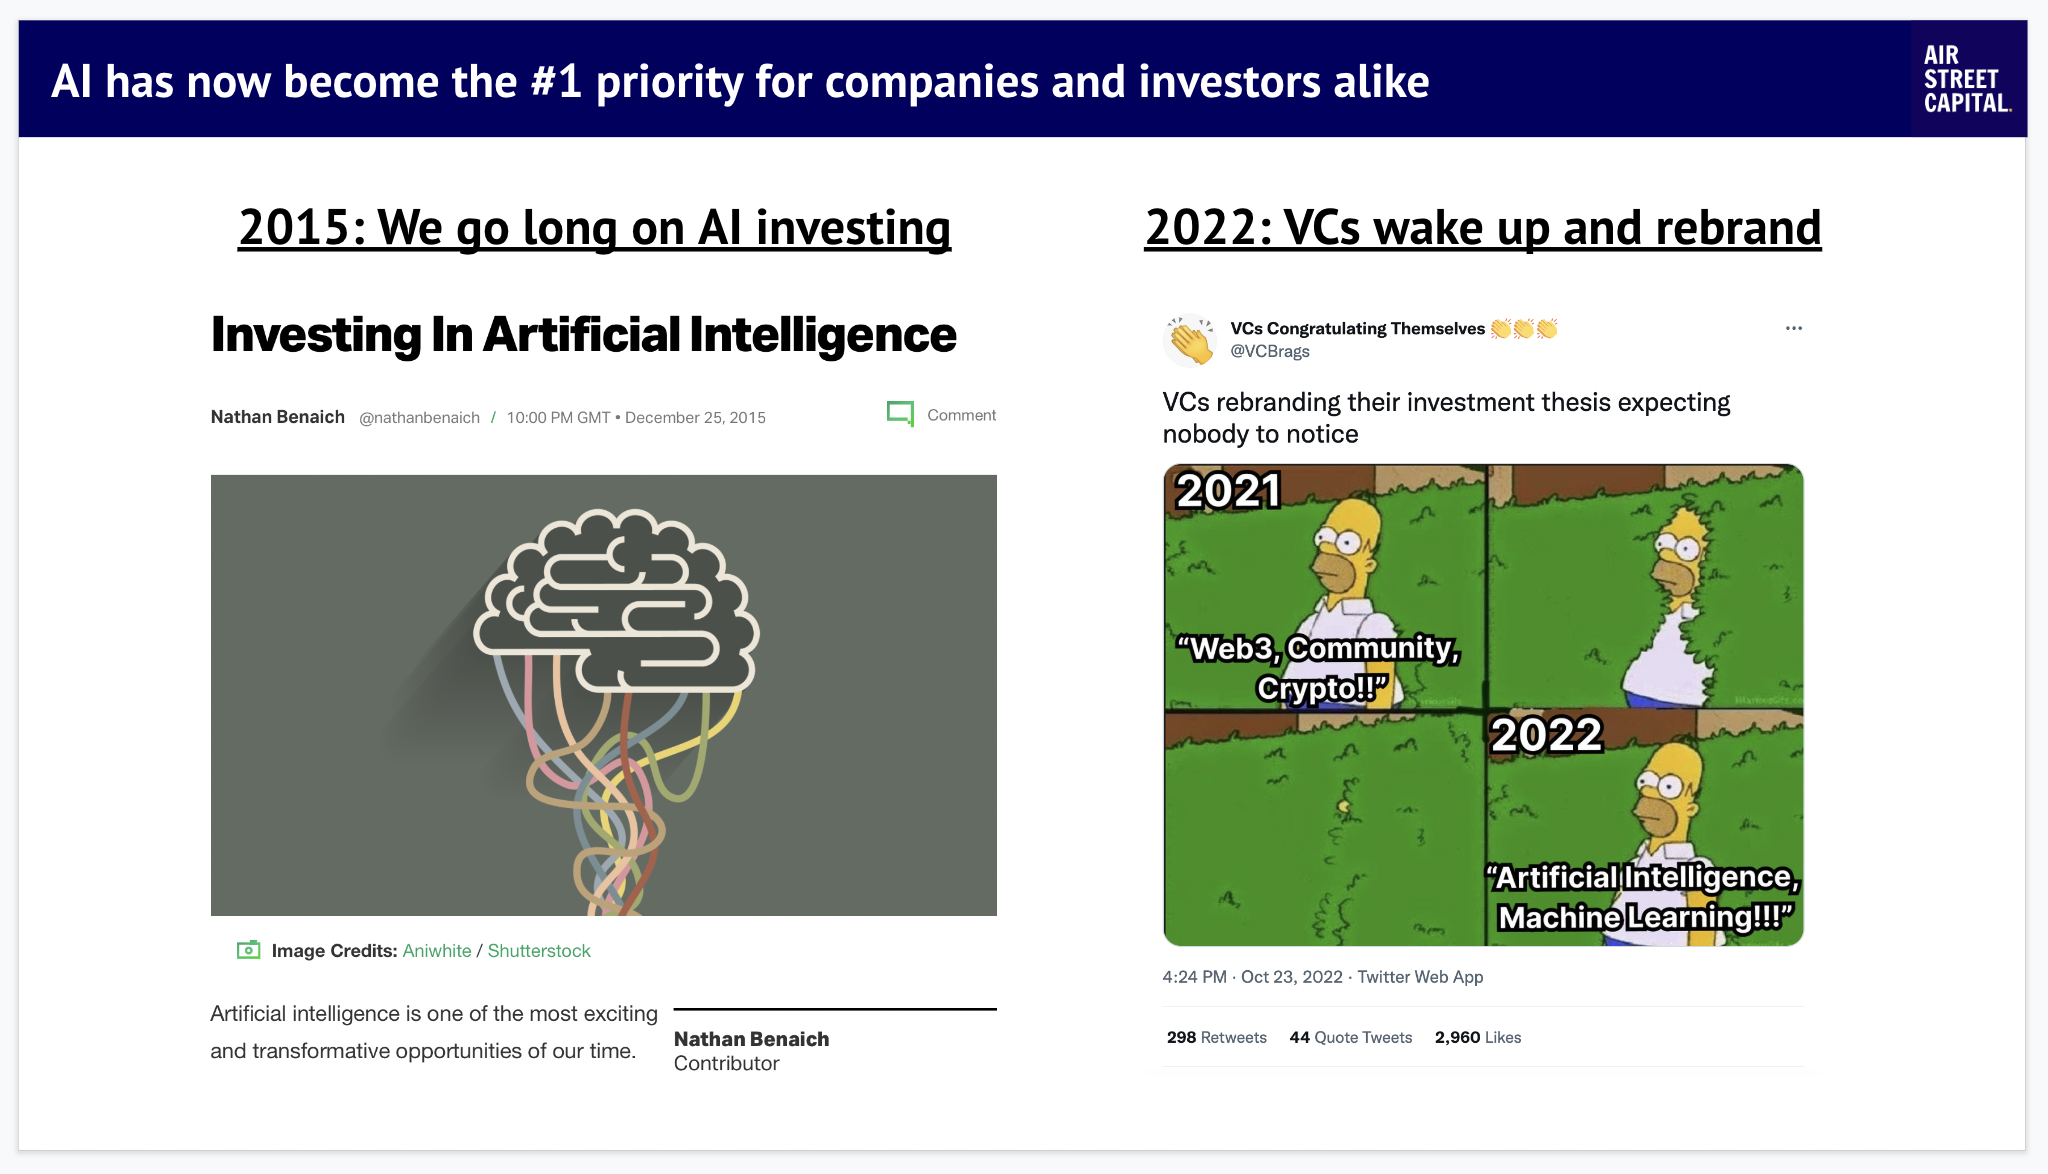 AI has now become the #1 priority for companies and investors alike
AIR
STREET
CAPITAL.
2015: We go long on AI investing
Investing In Artificial Intelligence
Nathan Benaich @nathanbenaich / 10:00 PM GMT • December 25, 2015
Comment
Image Credits: Aniwhite / Shutterstock
Artificial intelligence is one of the most exciting
and transformative opportunities of our time.
Nathan Benaich
Contributor
2022: VCs wake up and rebrand
VCs Congratulating Themselves 👏👏👏
@VCBrags
VCs rebranding their investment thesis expecting
nobody to notice
2021
“Web3, Community,
Crypto!!”
2022
“Artificial Intelligence,
Machine Learning!!!”
4:24 PM · Oct 23, 2022 · Twitter Web App
298 Retweets 44 Quote Tweets 2,960 Likes